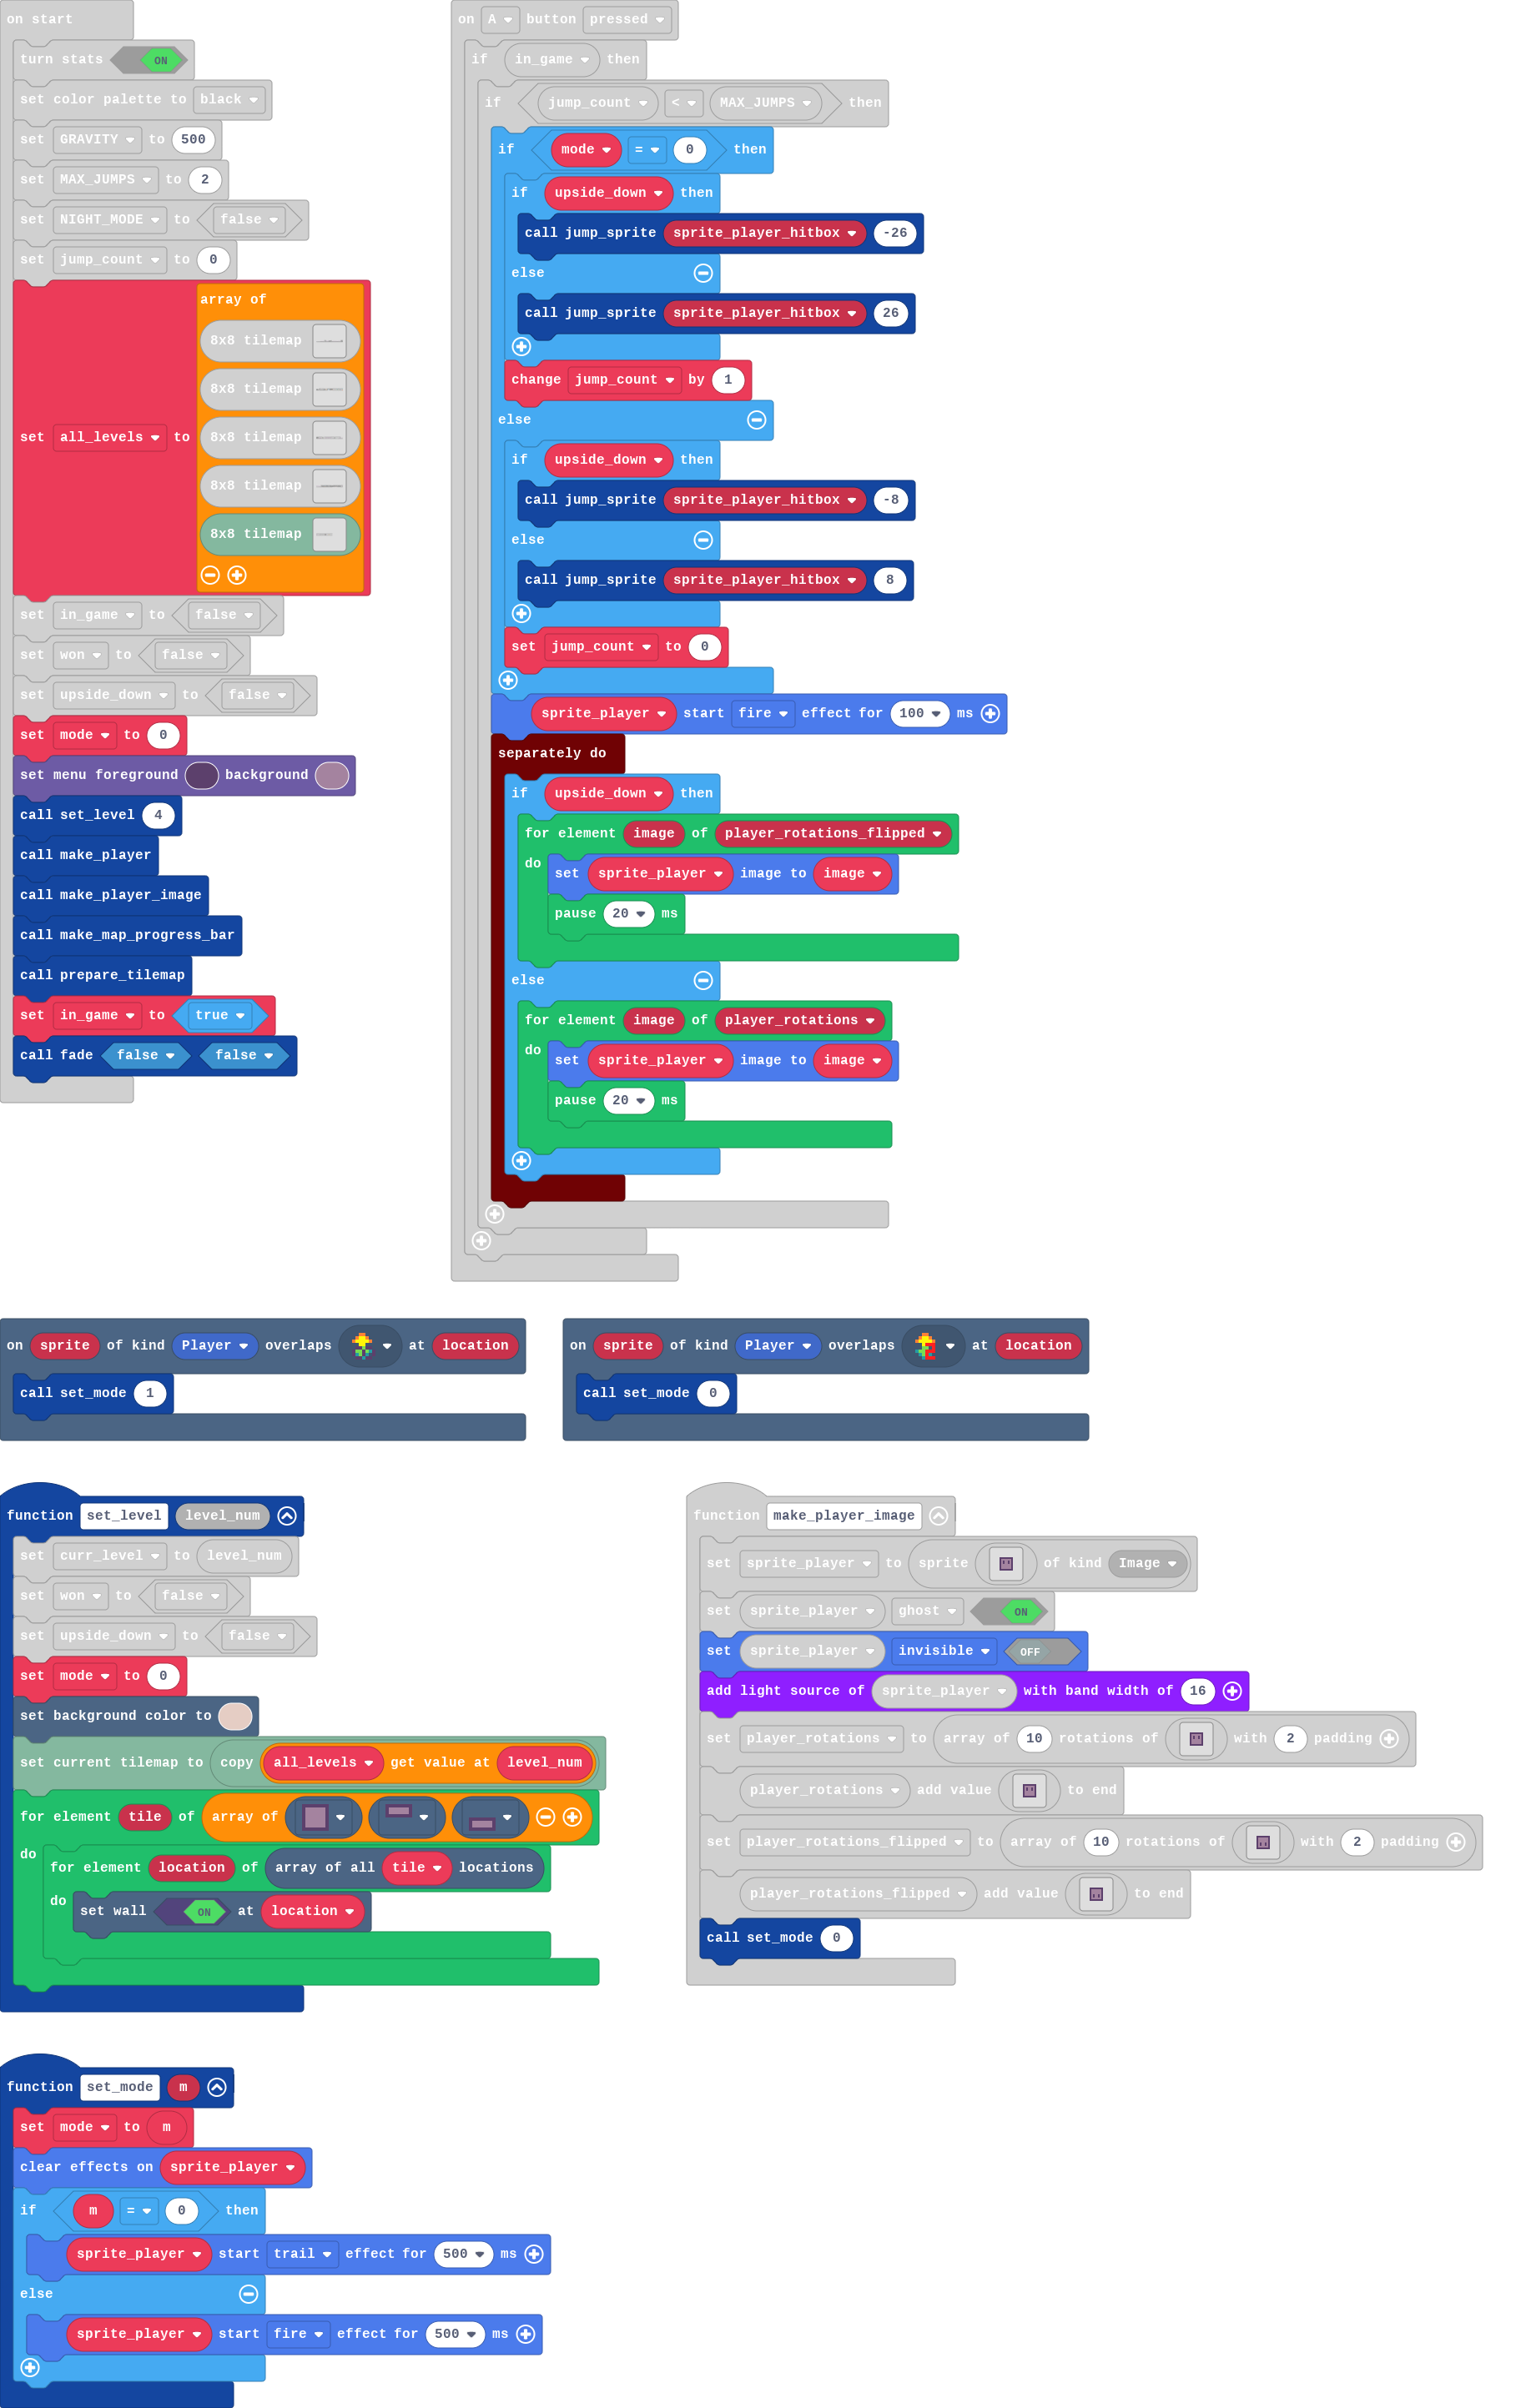 on start
turn stats ON
set color palette to black
set GRAVITY to 500
set MAX_JUMPS to 2
set NIGHT_MODE to false
set jump_count to 0
set all_levels to
array of
8x8 tilemap
8x8 tilemap
8x8 tilemap
8x8 tilemap
8x8 tilemap
set in_game to false
set won to false
set upside_down to false
set mode to 0
set menu foreground background
call set_level 4
call make_player
call make_player_image
call make_map_progress_bar
call prepare_tilemap
set in_game to true
call fade false false
on A button pressed
if in_game then
if jump_count < MAX_JUMPS then
if mode = 0 then
if upside_down then
call jump_sprite sprite_player_hitbox -26
else
call jump_sprite sprite_player_hitbox 26
change jump_count by 1
else
if upside_down then
call jump_sprite sprite_player_hitbox -8
else
call jump_sprite sprite_player_hitbox 8
set jump_count to 0
sprite_player start fire effect for 100 ms
separately do
if upside_down then
for element image of player_rotations_flipped
do set sprite_player image to image
pause 20 ms
else
for element image of player_rotations
do set sprite_player image to image
pause 20 ms
on sprite of kind Player overlaps at location
call set_mode 1
on sprite of kind Player overlaps at location
call set_mode 0
function set_level level_num
set curr_level to level_num
set won to false
set upside_down to false
set mode to 0
set background color to
set current tilemap to copy all_levels get value at level_num
for element tile of array of
do for element location of array of all tile locations
do set wall ON at location
function make_player_image
set sprite_player to sprite of kind Image
set sprite_player ghost ON
set sprite_player invisible OFF
add light source of sprite_player with band width of 16
set player_rotations to array of 10 rotations of with 2 padding
player_rotations add value to end
set player_rotations_flipped to array of 10 rotations of with 2 padding
player_rotations_flipped add value to end
call set_mode 0
function set_mode m
set mode to m
clear effects on sprite_player
if m = 0 then
sprite_player start trail effect for 500 ms
else
sprite_player start fire effect for 500 ms